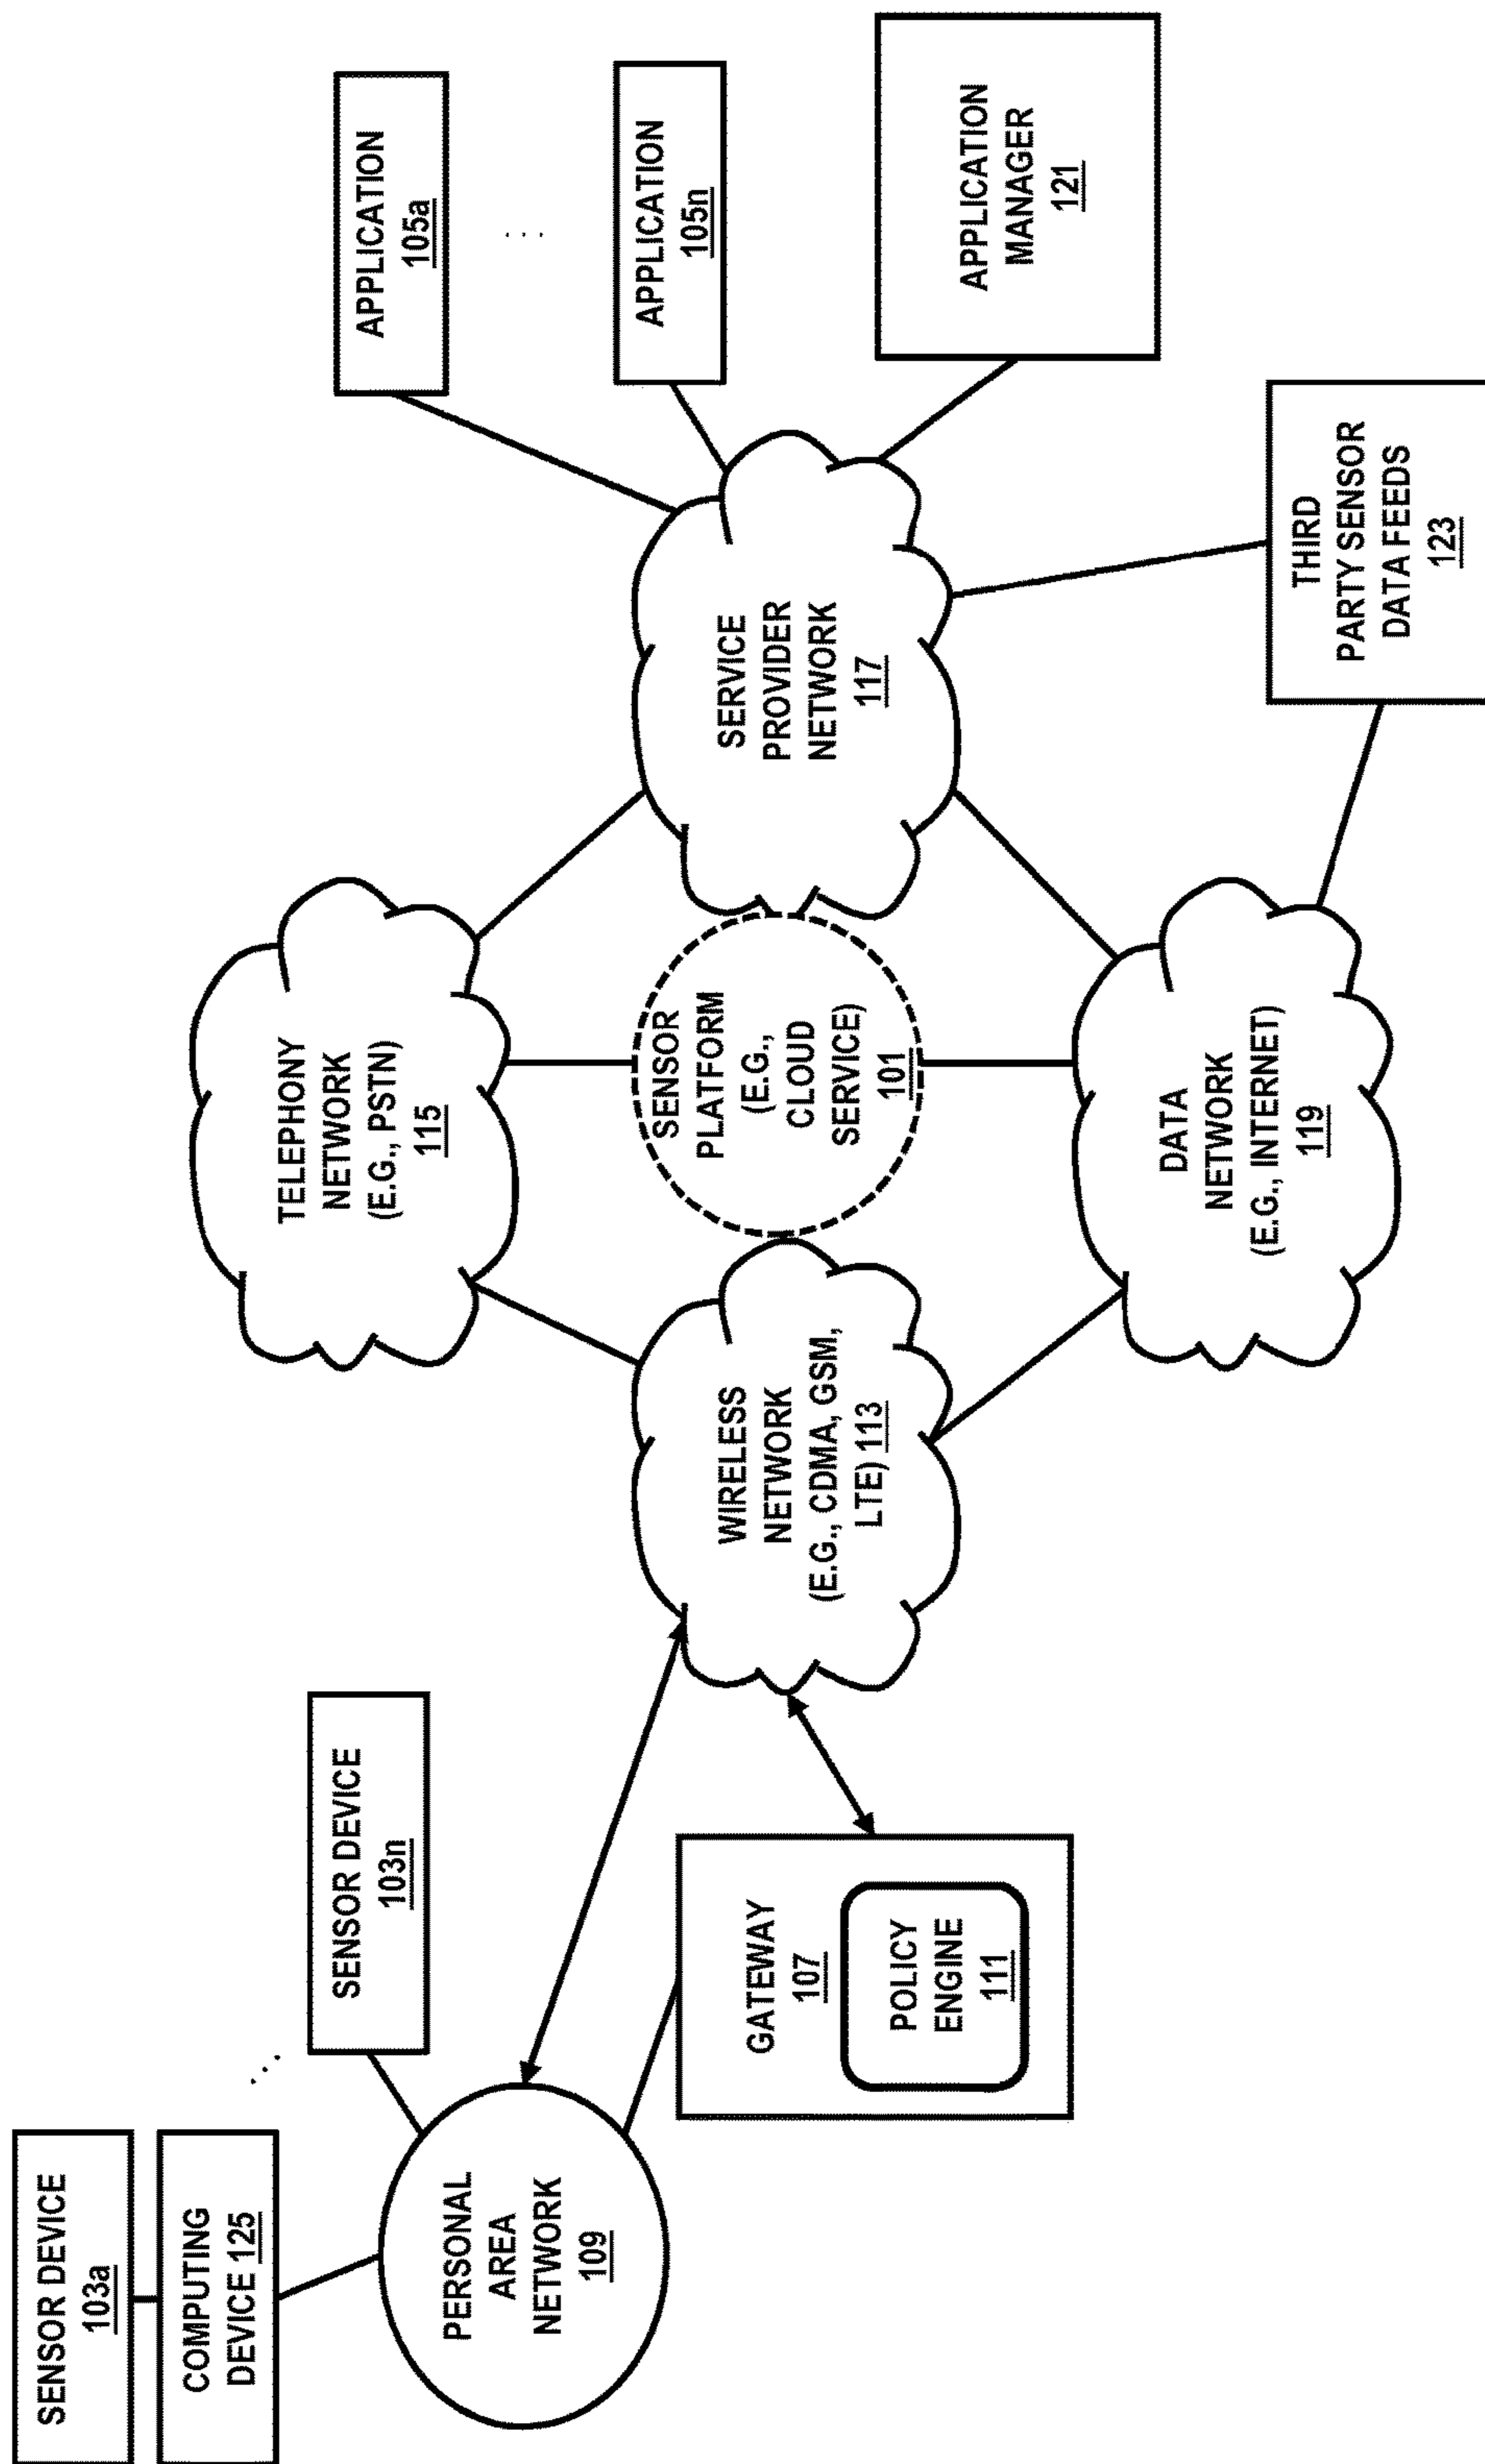 SENSOR DEVICE
103a
COMPUTING
DEVICE 125
...
SENSOR DEVICE
103n
PERSONAL
AREA
NETWORK
109
GATEWAY
107
POLICY
ENGINE
111
WIRELESS
NETWORK
(E.G., CDMA, GSM,
LTE) 113
TELEPHONY
NETWORK
(E.G., PSTN)
115
SENSOR
PLATFORM
(E.G.,
CLOUD
SERVICE)
101
DATA
NETWORK
(E.G., INTERNET)
119
SERVICE
PROVIDER
NETWORK
117
APPLICATION
105a
...
APPLICATION
105n
APPLICATION
MANAGER
121
THIRD
PARTY SENSOR
DATA FEEDS
123